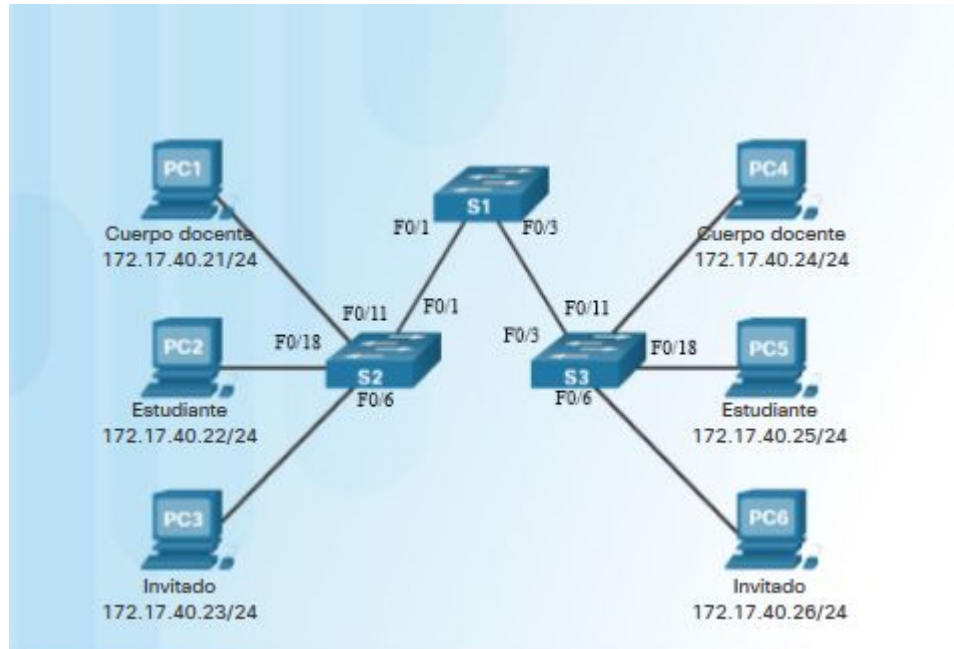 PC1
Cuerpo docente
172.17.40.21/24
PC2
Estudiante
172.17.40.22/24
PC3
Invitado
172.17.40.23/24
S1
F0/1
F0/3
F0/1
F0/11
F0/18
S2
F0/6
F0/11
F0/3
F0/18
S3
F0/6
PC4
Cuerpo docente
172.17.40.24/24
PC5
Estudiante
172.17.40.25/24
PC6
Invitado
172.17.40.26/24